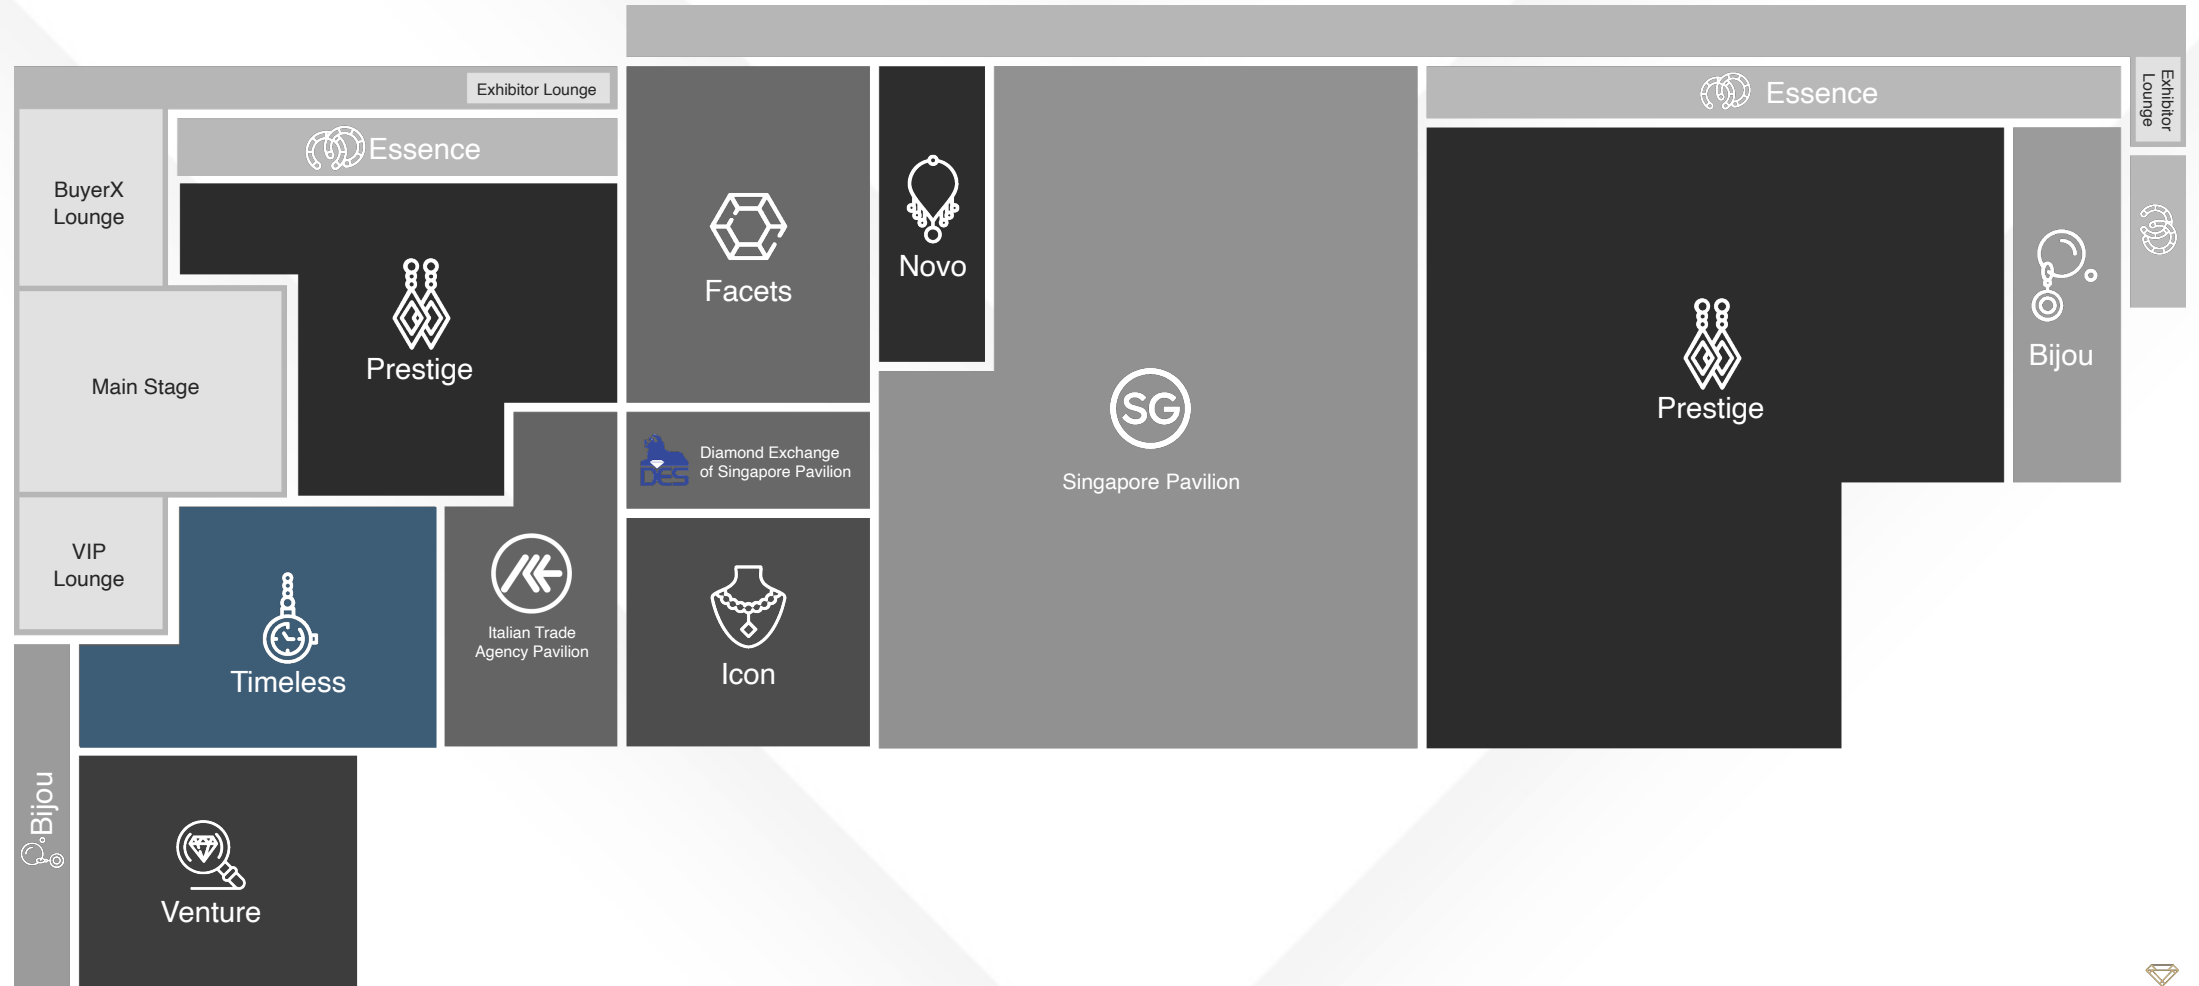 Exhibitor Lounge
Essence
BuyerX
Lounge
Prestige
Main Stage
VIP
Lounge
Timeless
Italian Trade
Agency Pavilion
Bijou
Venture
Facets
DES
Diamond Exchange
of Singapore Pavilion
Icon
Novo
SG
Singapore Pavilion
Essence
Prestige
Bijou
Exhibitor
Lounge